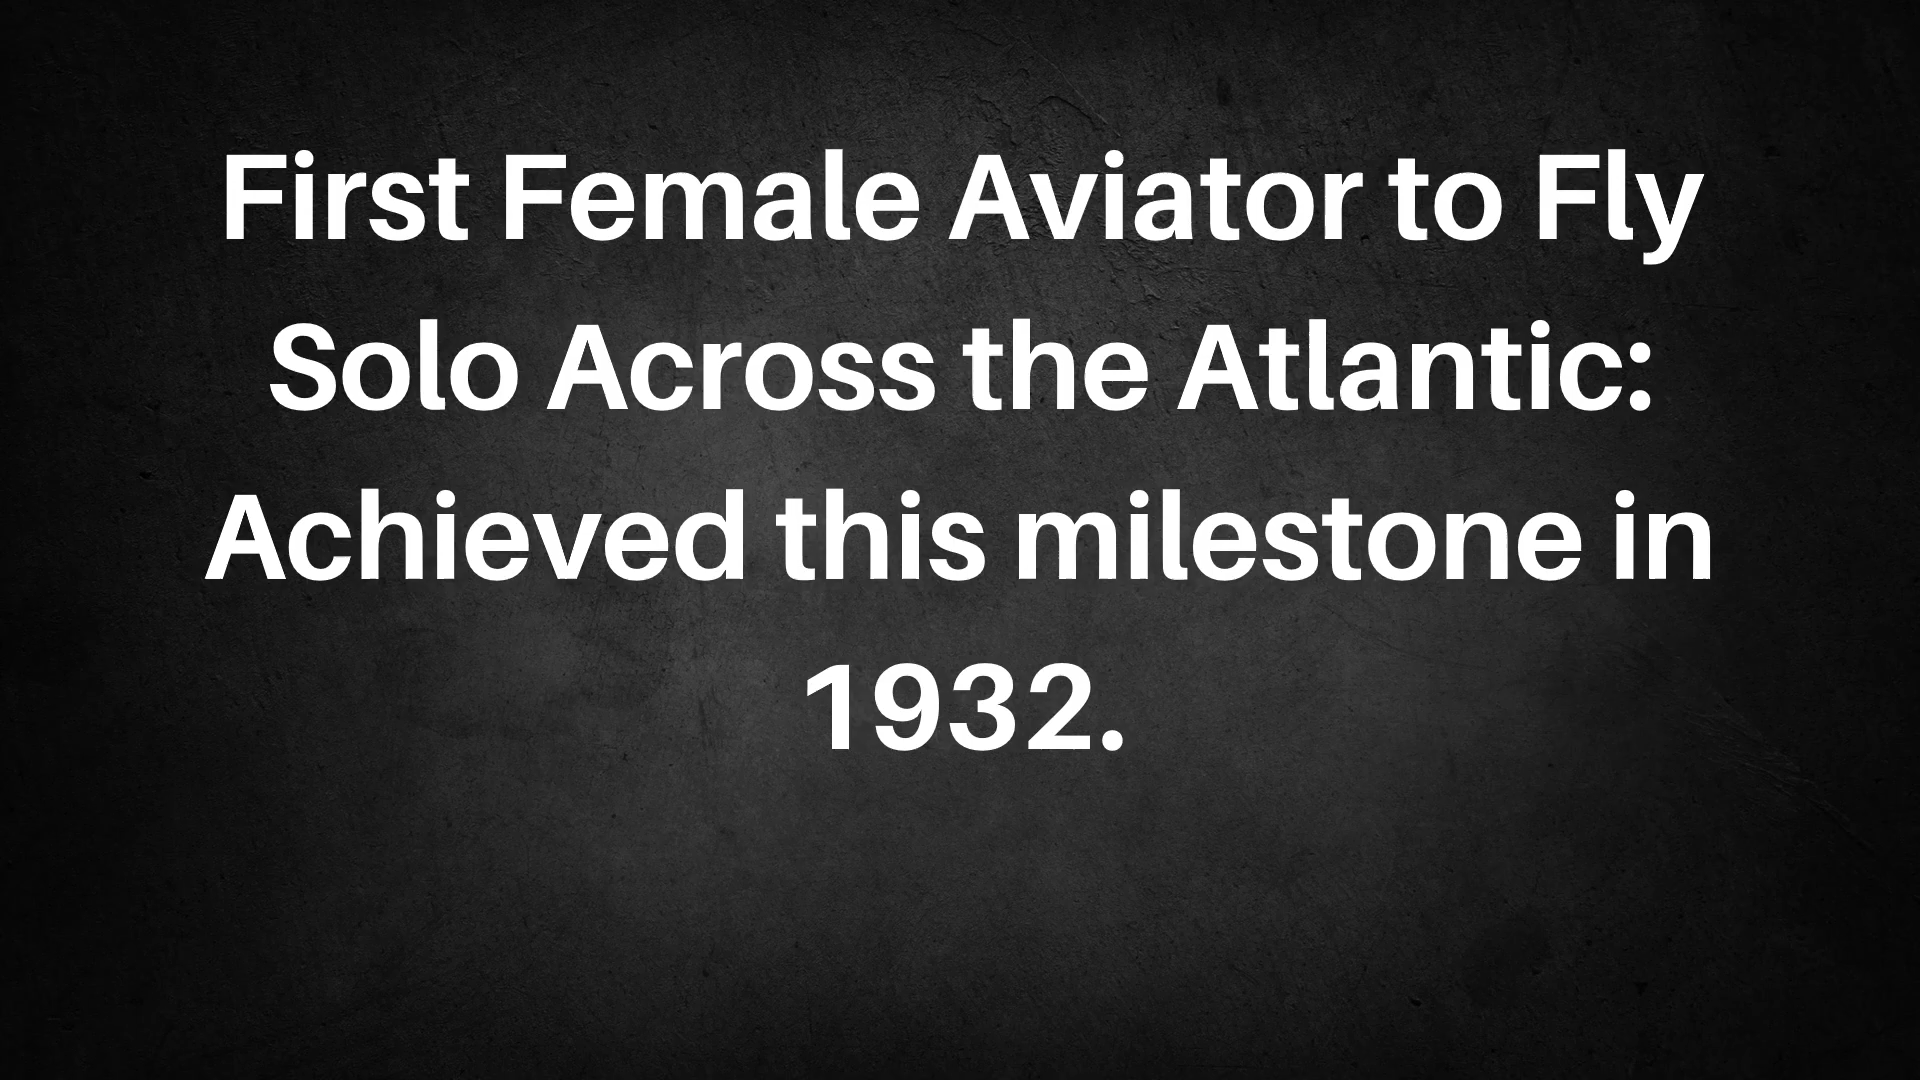 First Female Aviator to Fly
Solo Across the Atlantic:
Achieved this milestone in
1932.